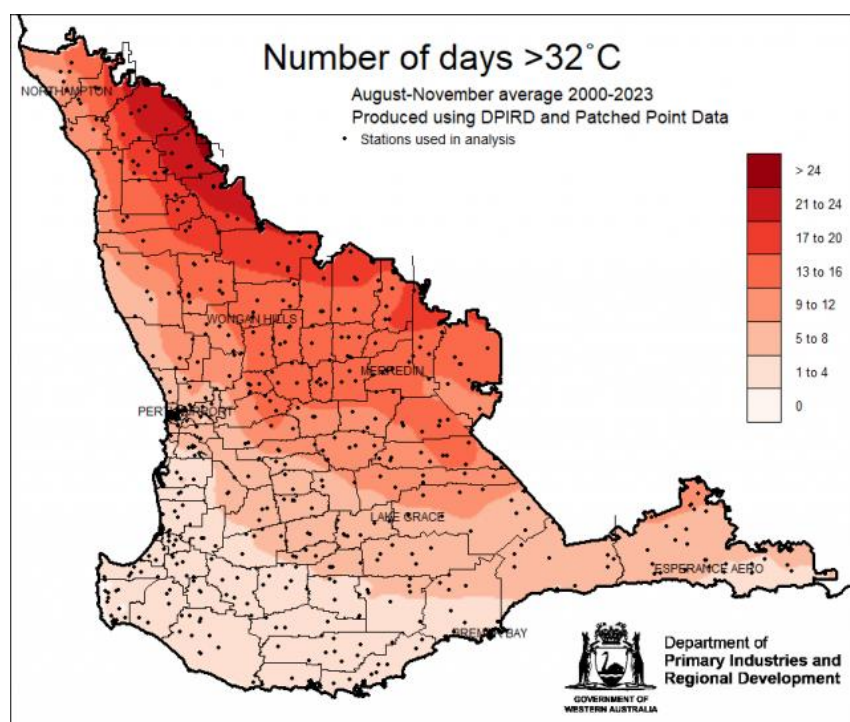 Number of days >32°C
August-November average 2000-2023
Produced using DPIRD and Patched Point Data
• Stations used in analysis
NORTHAMPTON
> 24
21 to 24
17 to 20
13 to 16
9 to 12
5 to 8
1 to 4
0
WONGAN HILLS
MERREDIN
PERTH AIRPORT
LAKE GRACE
ESPERANCE AERO
BREMER BAY
Department of
Primary Industries and
Regional Development
GOVERNMENT OF
WESTERN AUSTRALIA